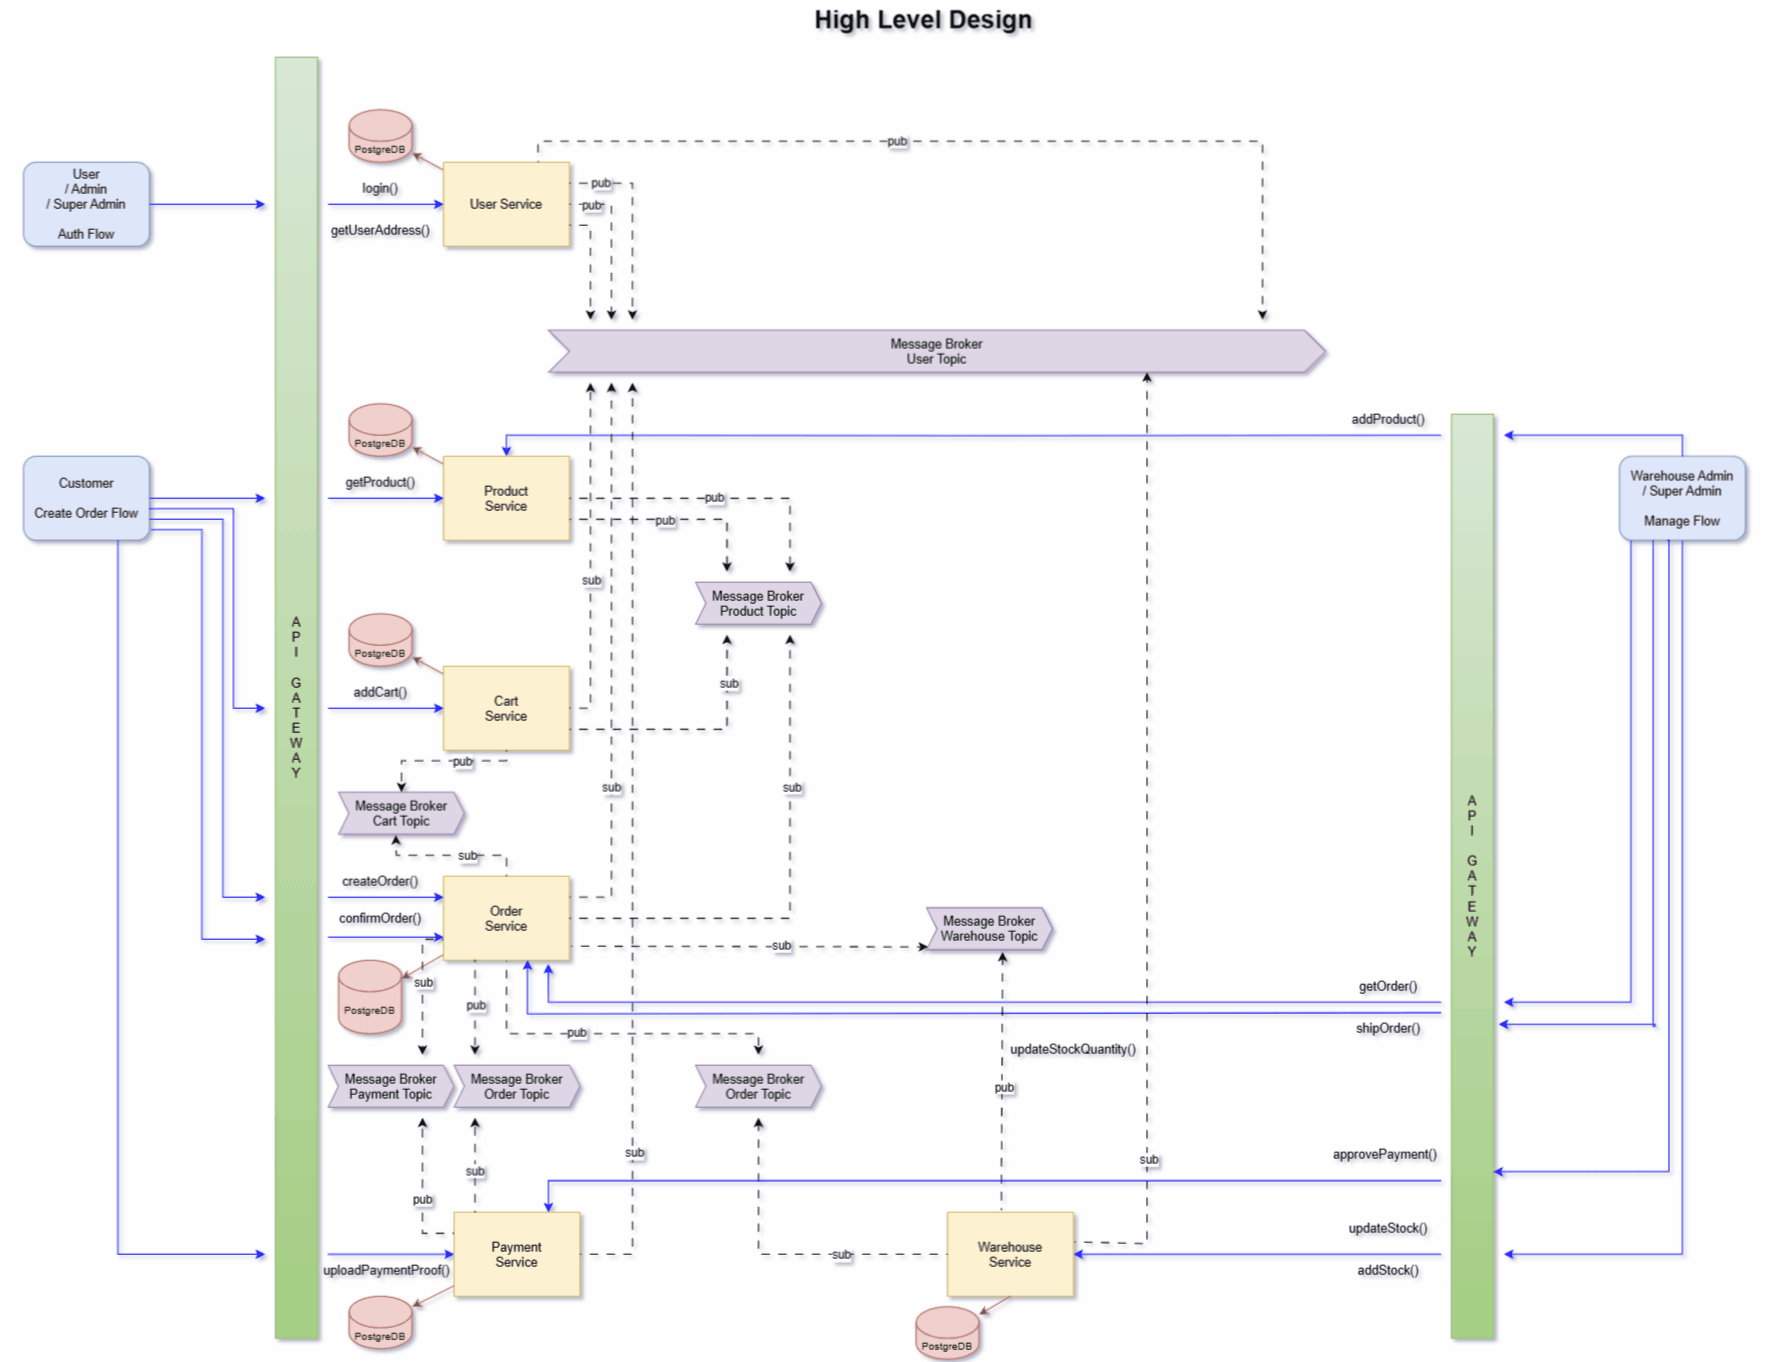 High Level Design
PostgreDB
pub
User
/ Admin
/ Super Admin
Auth Flow
login()
getUserAddress()
User Service
pub
pub
Message Broker
User Topic
addProduct()
PostgreDB
Customer
Create Order Flow
getProduct()
Product
Service
pub
pub
Warehouse Admin
/ Super Admin
Manage Flow
sub
Message Broker
Product Topic
A
P
I
G
A
T
E
W
A
Y
PostgreDB
addCart()
Cart
Service
sub
pub
Message Broker
Cart Topic
sub
sub
sub
A
P
I
G
A
T
E
W
A
Y
createOrder()
confirmOrder()
Order
Service
sub
Message Broker
Warehouse Topic
PostgreDB
sub
pub
pub
getOrder()
shipOrder()
updateStockQuantity()
Message Broker
Payment Topic
Message Broker
Order Topic
Message Broker
Order Topic
pub
sub
sub
sub
approvePayment()
pub
updateStock()
Payment
Service
sub
Warehouse
Service
uploadPaymentProof()
addStock()
PostgreDB
PostgreDB